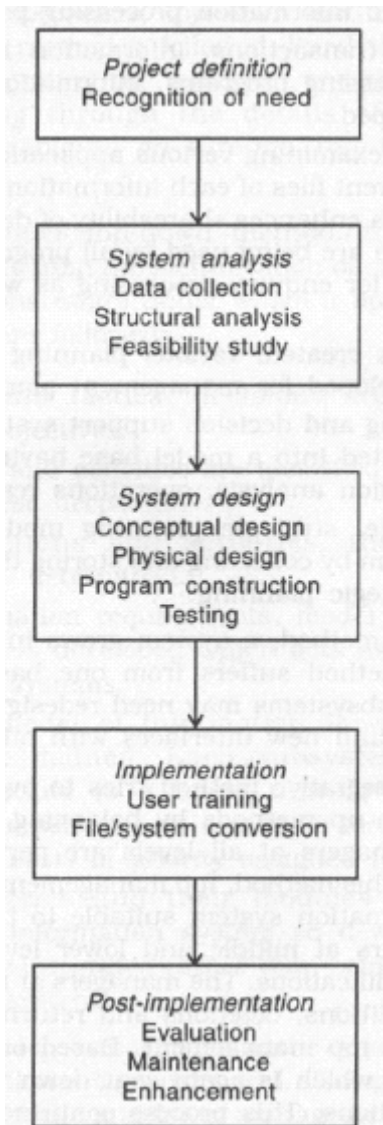 Project definition
Recognition of need
System analysis
Data collection
Structural analysis
Feasibility study
System design
Conceptual design
Physical design
Program construction
Testing
Implementation
User training
File/system conversion
Post-implementation
Evaluation
Maintenance
Enhancement